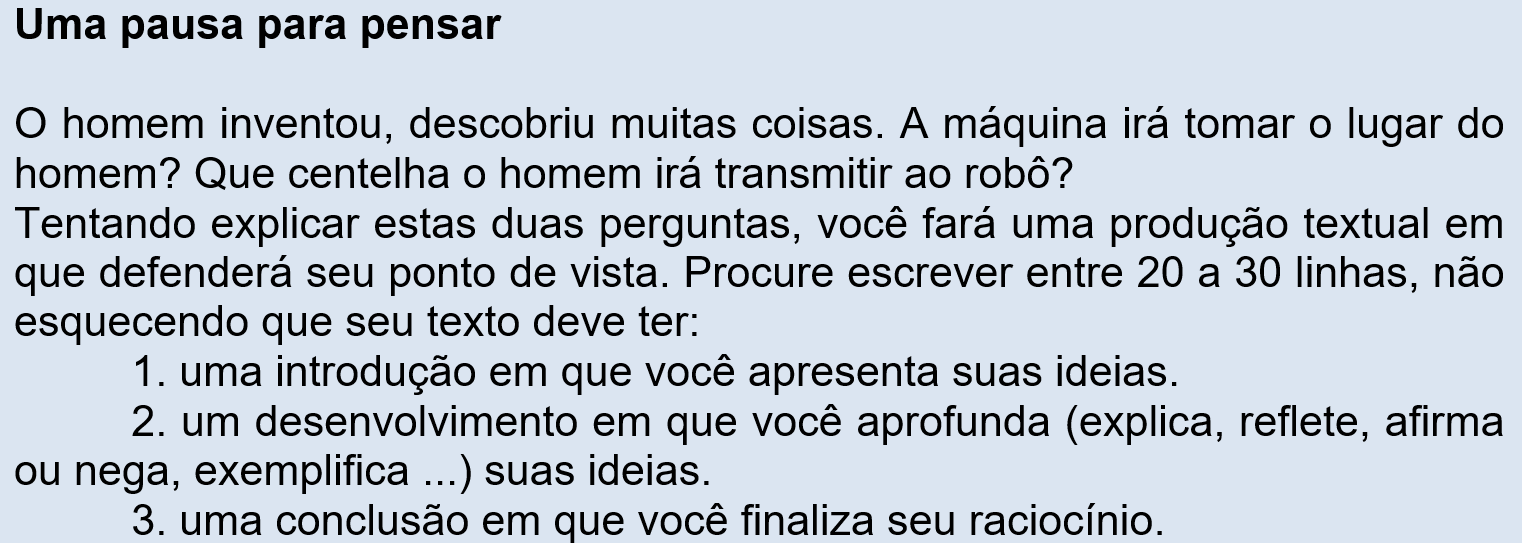 Uma pausa para pensar
O homem inventou, descobriu muitas coisas. A máquina irá tomar o lugar do
homem? Que centelha o homem irá transmitir ao robô?
Tentando explicar estas duas perguntas, você fará uma produção textual em
que defenderá seu ponto de vista. Procure escrever entre 20 a 30 linhas, não
esquecendo que seu texto deve ter:
1. uma introdução em que você apresenta suas ideias.
2. um desenvolvimento em que você aprofunda (explica, reflete, afirma
ou nega, exemplifica ...) suas ideias.
3. uma conclusão em que você finaliza seu raciocínio.